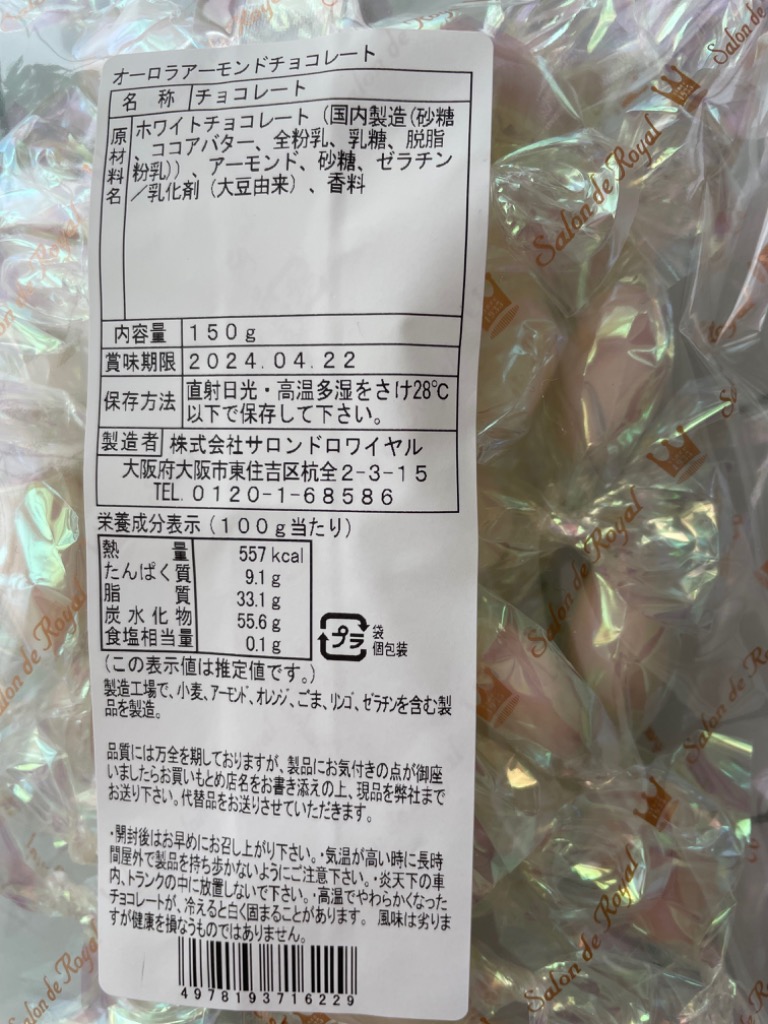 オーロラアーモンドチョコレート
名 称 チョコレート
原材料名 ホワイトチョコレート（国内製造（砂糖
、ココアバター、全粉乳、乳糖、脱脂
粉乳））、アーモンド、砂糖、ゼラチン
／乳化剤（大豆由来）、香料
内容量 150g
賞味期限 2024.04.22
保存方法 直射日光・高温多湿をさけ28℃
以下で保存して下さい。
製造者 株式会社サロンドロワイヤル
大阪府大阪市東住吉区杭全2-3-15
TEL.0120-1-68586
栄養成分表示（100g当たり）
熱量 557 kcal
たんぱく質 9.1 g
脂質 33.1 g
炭水化物 55.6 g
食塩相当量 0.1 g
プラ 袋
個包装
(この表示値は推定値です。)
製造工場で、小麦、アーモンド、オレンジ、ごま、リンゴ、ゼラチンを含む製
品を製造。
品質には万全を期しておりますが、製品にお気付きの点が御座
いましたらお買いもとめ店名をお書き添えの上、現品を弊社まで
お送り下さい。代替品をお送りさせていただきます。
・開封後はお早めにお召し上がり下さい。・気温が高い時に長時
間屋外で製品を持ち歩かないようにご注意下さい。・炎天下の車
内、トランクの中に放置しないで下さい。・高温でやわらかくなった
チョコレートが、冷えると白く固まることがあります。風味は劣りま
すが健康を損なうものではありません。
4978193716229
Salon de Royal
Salon de Royal
Salon de Royal
Salon de Royal
Salon de Royal